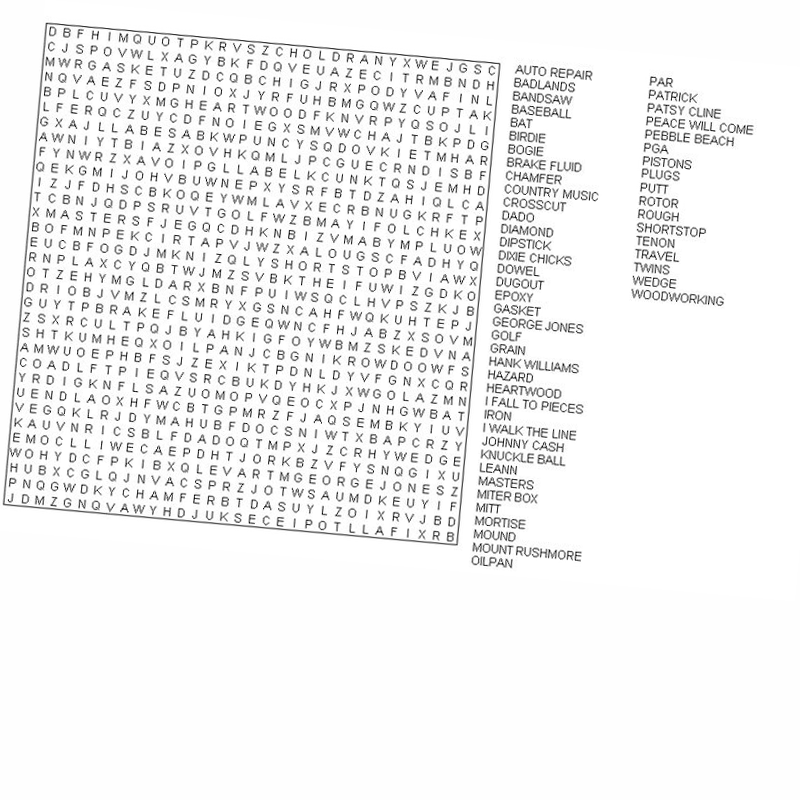 D B F H I M Q U O T P K R V S Z C H O L D R A N Y X W E J G S C
C J S P O V W L X A G Y B K F D Q V E U A Z E C I T R M B N D H
M W R G A S K E T U Z D C Q B C H I G J R X P O D Y V A F I N L
N Q V A E Z F S D P N I O X J Y R F U H B M G Q W Z C U P T A K
B P L C U V Y X M G H E A R T W O O D F K N V R P Y Q S O J L I
L F E R Q C Z U Y C D F N O I E G X S M V W C H A J T B K P D G
G X A J L L A B E S A B K W P U N C Y S Q D O V K I E T M H A R
A W N I Y T B I A Z X O V H K Q M L J P C G U E C R N D I S B F
F Y N W R Z X A V O I P G L L A B E L K C U N K T Q S J E M H D
Q E K G M I J O H V B U W N E P X Y S R F B T D Z A H I Q L C A
I Z J F D H S C B K O Q E Y W M L A V X E C R B N U G K R F T P
T C B N J Q D P S R U V T G O L F W Z B M A Y I F O L C H K E X
X M A S T E R S F J E G Q C D H K N B I Z V M A B Y M P L U O W
B O F M N P E K C I R T A P V J W Z X A L O U G S C F A D H Y Q
E U C B F O G D J M K N I Z Q L Y S H O R T S T O P B V I A W X
R N P L A X C Y Q B T W J M Z S V B K T H E I F U W I Z G D K O
O T Z E H Y M G L D A R X B N F P U I W S Q C L H V P S Z K J B
D R I O B J V M Z L C S M R Y X G S N C A H F W Q K U H T E P J
G U Y T P B R A K E F L U I D G E Q W N C F H J A B Z X S O V M
Z S X R C U L T P Q J B Y A H K I G F O Y W B M Z S K E D V N A
S H T K U M H E Q X O I L P A N J C B G N I K R O W D O O W F S
A M W U O E P H B F S J Z E X I K T P D N L D Y V F G N X C Q R
C O A D L F T P I E Q V S R C B U K D Y H K J X W G O L A Z M N
Y R D I G K N F L S A Z U O M O P V Q E O C X P J N H G W B A T
U E N D L A O X H F W C B T G P M R Z F J A Q S E M B K Y I U V
V E G Q K L R J D Y M A H U B F D O C S N I W T X B A P C R Z Y
K A U V N R I C S B L F D A D O Q T M P X J Z C R H Y W E D G E
E M O C L L I W E C A E P D H T J O R K B Z V F Y S N Q G I X U
W O H Y D C F P K I B X Q L E V A R T M G E O R G E J O N E S Z
H U B X C G L Q J N V A C S P R Z J O T W S A U M D K E U Y I F
P N Q G W D K Y C H A M F E R B T D A S U Y L Z O I X R V J B D
J D M Z G N Q V A W Y H D J U K S E C E I P O T L L A F I X R B
AUTO REPAIR
BADLANDS
BANDSAW
BASEBALL
BAT
BIRDIE
BOGIE
BRAKE FLUID
CHAMFER
COUNTRY MUSIC
CROSSCUT
DADO
DIAMOND
DIPSTICK
DIXIE CHICKS
DOWEL
DUGOUT
EPOXY
GASKET
GEORGE JONES
GOLF
GRAIN
HANK WILLIAMS
HAZARD
HEARTWOOD
I FALL TO PIECES
IRON
I WALK THE LINE
JOHNNY CASH
KNUCKLE BALL
LEANN
MASTERS
MITER BOX
MITT
MORTISE
MOUND
MOUNT RUSHMORE
OILPAN
PAR
PATRICK
PATSY CLINE
PEACE WILL COME
PEBBLE BEACH
PGA
PISTONS
PLUGS
PUTT
ROTOR
ROUGH
SHORTSTOP
TENON
TRAVEL
TWINS
WEDGE
WOODWORKING